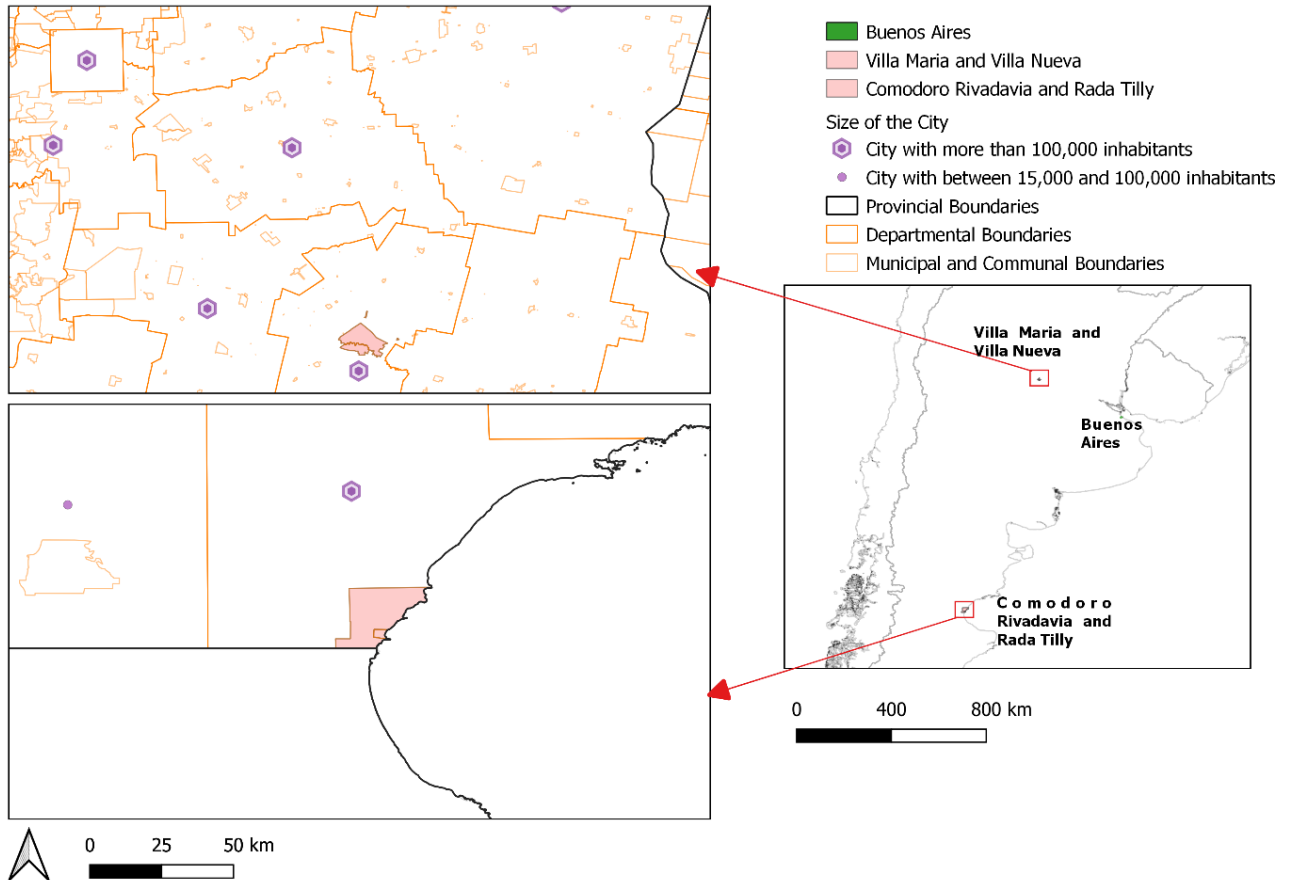 Buenos Aires
Villa Maria and Villa Nueva
Comodoro Rivadavia and Rada Tilly
Size of the City
City with more than 100,000 inhabitants
City with between 15,000 and 100,000 inhabitants
Provincial Boundaries
Departmental Boundaries
Municipal and Communal Boundaries
Villa Maria and
Villa Nueva
Buenos
Aires
Comodoro
Rivadavia and
Rada Tilly
0 400 800 km
0 25 50 km